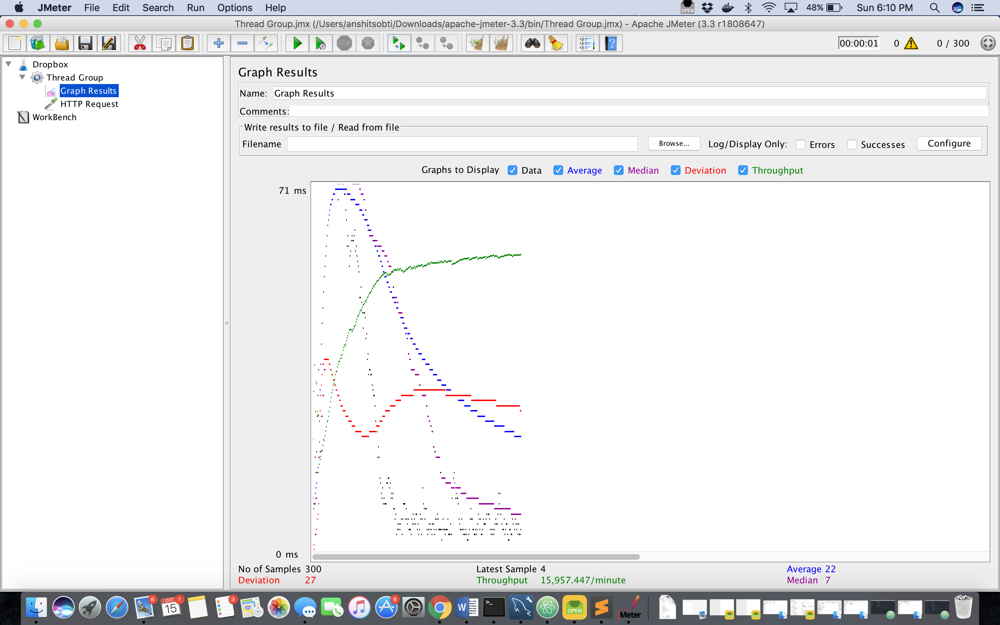 JMeter File Edit Search Run Options Help OPEN 48% Sun 6:10 PM
Thread Group.jmx (/Users/anshitsobti/Downloads/apache-jmeter-3.3/bin/Thread Group.jmx) - Apache JMeter (3.3 r1808647)
STOP 00:00:01 0 0 / 300
Dropbox
Thread Group
Graph Results
HTTP Request
WorkBench
Graph Results
Name: Graph Results
Comments:
Write results to file / Read from file
Filename Browse... Log/Display Only: Errors Successes Configure
Graphs to Display Data Average Median Deviation Throughput
71 ms
0 ms
No of Samples 300 Latest Sample 4 Average 22
Deviation 27 Throughput 15,957.447/minute Median 7
6 OCT 15 1 3 3D 6 W >_ OPEN JMeter JS